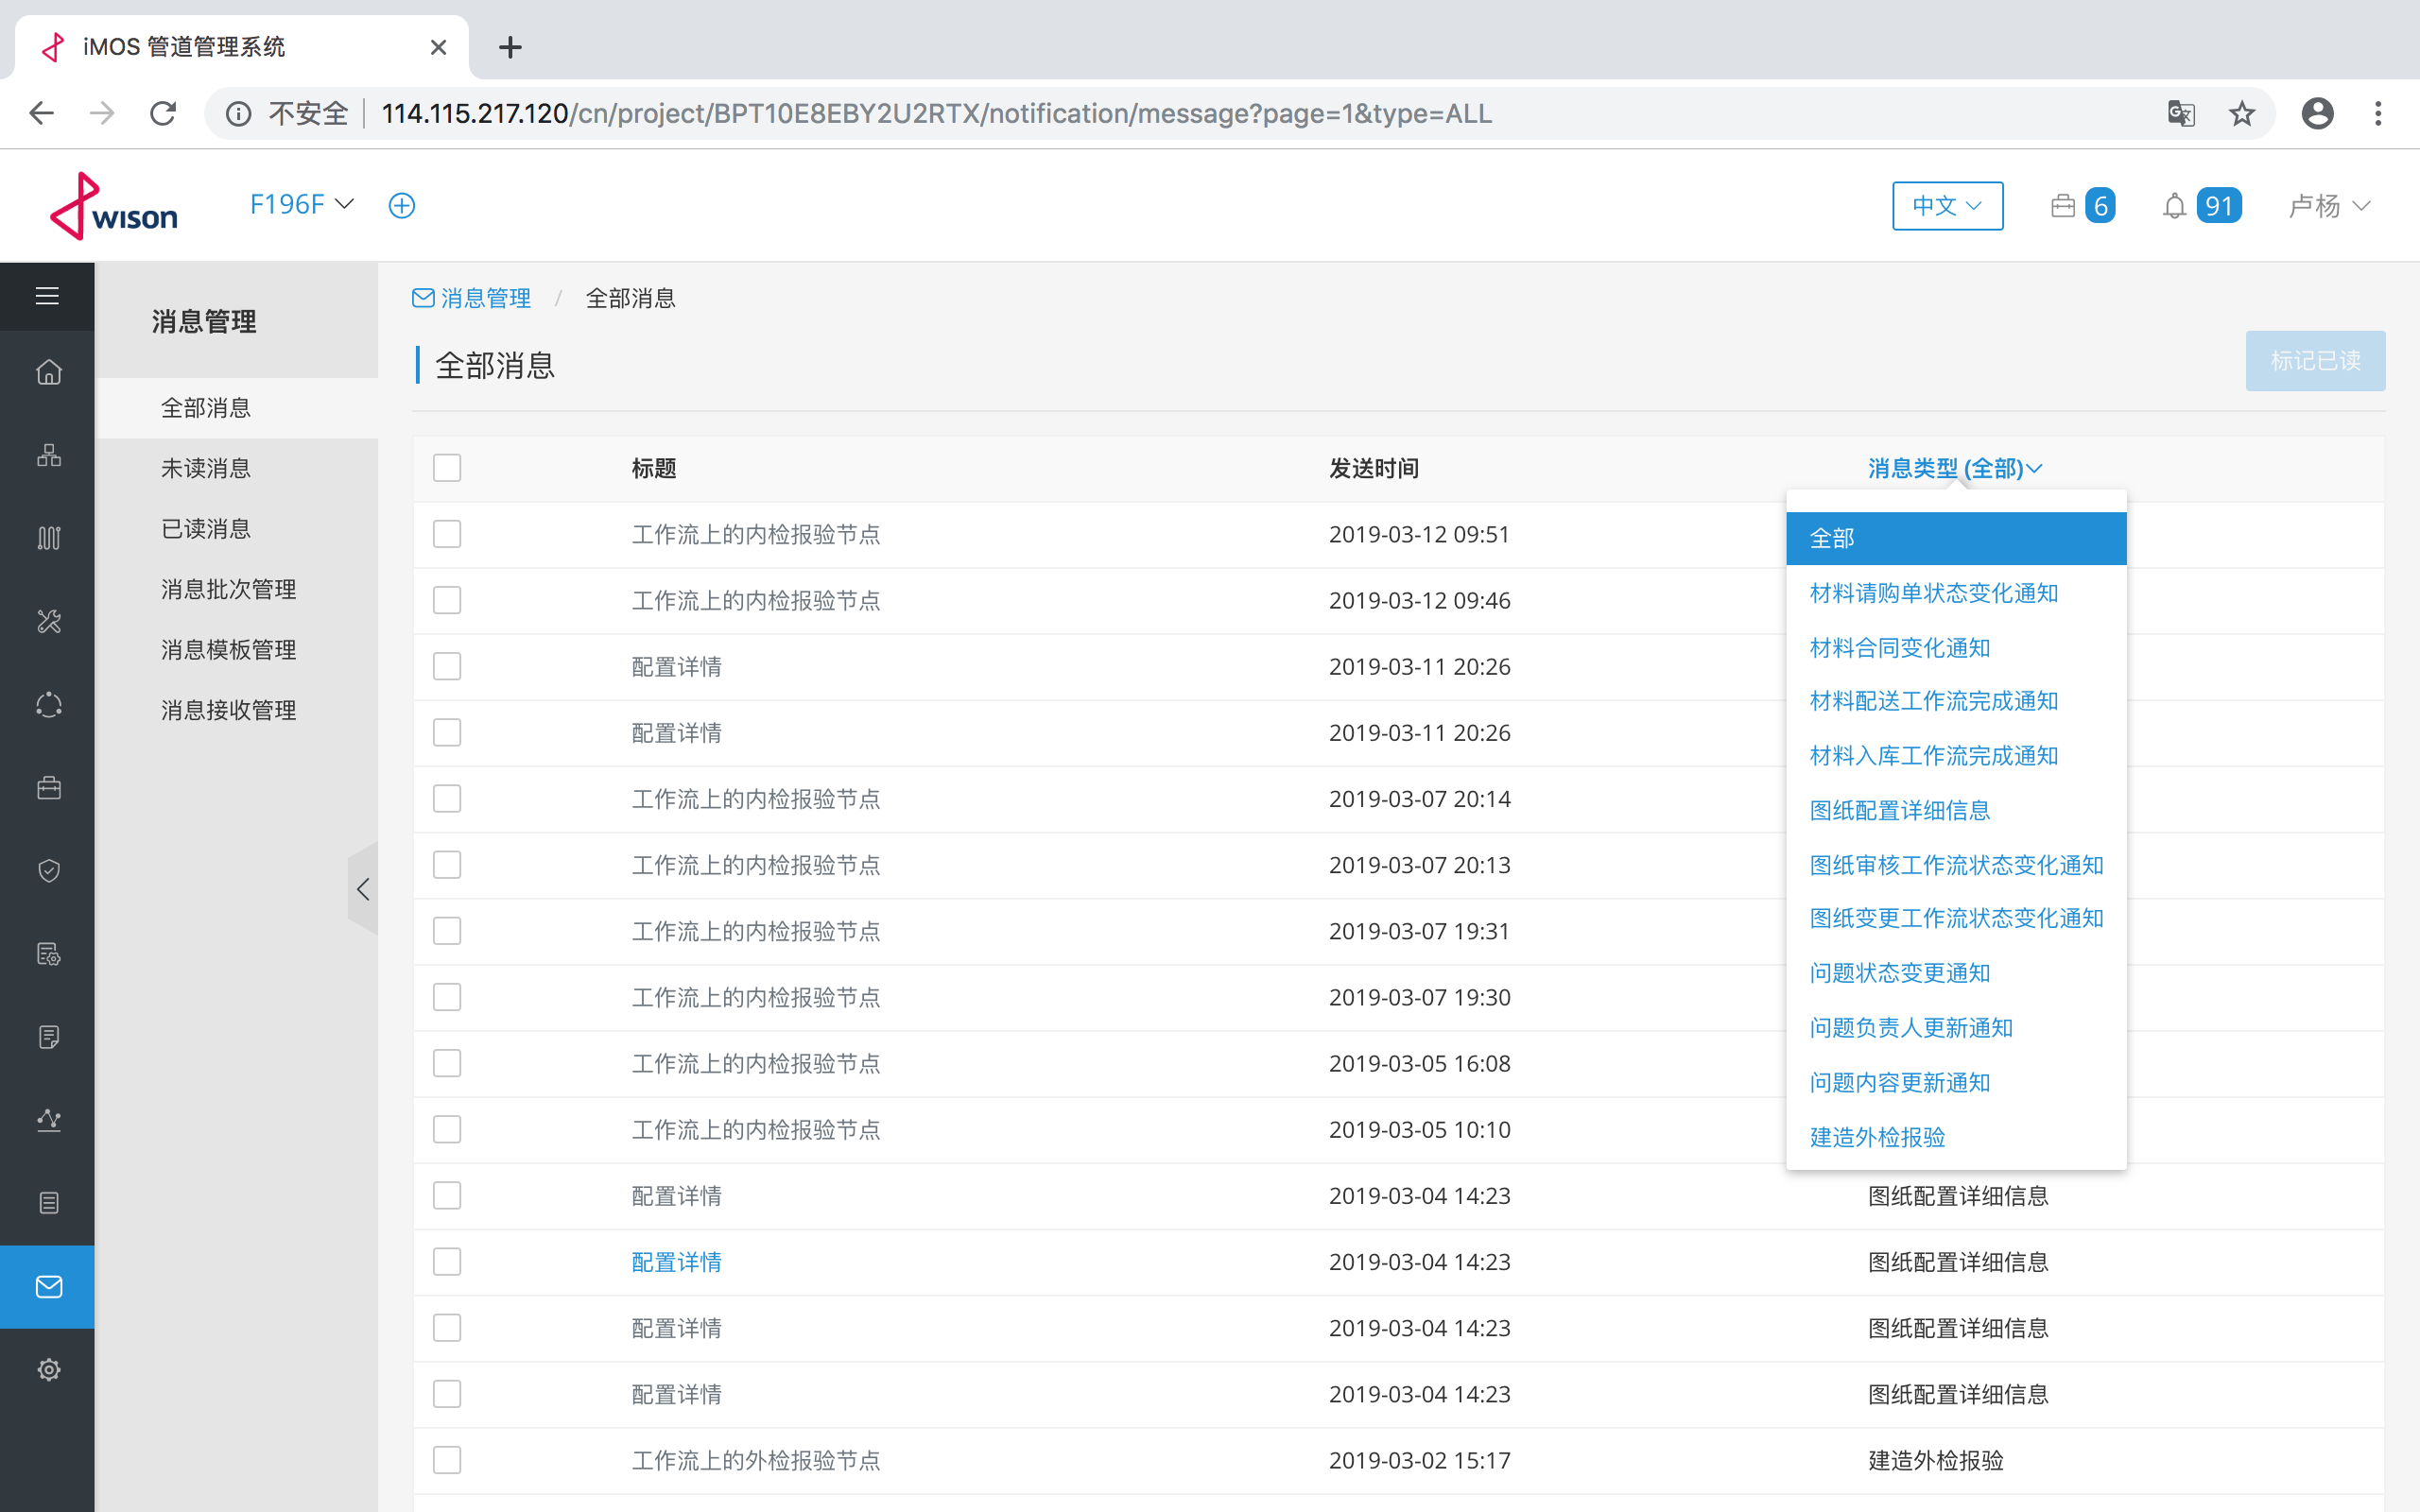 iMOS 管道管理系统
不安全 114.115.217.120/cn/project/BPT10E8EBY2U2RTX/notification/message?page=1&type=ALL
wison F196F 中文 6 91 卢杨
消息管理
全部消息
未读消息
已读消息
消息批次管理
消息模板管理
消息接收管理
消息管理 / 全部消息
全部消息 标记已读
标题 发送时间 消息类型 (全部)
工作流上的内检报验节点 2019-03-12 09:51
工作流上的内检报验节点 2019-03-12 09:46
配置详情 2019-03-11 20:26
配置详情 2019-03-11 20:26
工作流上的内检报验节点 2019-03-07 20:14
工作流上的内检报验节点 2019-03-07 20:13
工作流上的内检报验节点 2019-03-07 19:31
工作流上的内检报验节点 2019-03-07 19:30
工作流上的内检报验节点 2019-03-05 16:08
工作流上的内检报验节点 2019-03-05 10:10
配置详情 2019-03-04 14:23 图纸配置详细信息
配置详情 2019-03-04 14:23 图纸配置详细信息
配置详情 2019-03-04 14:23 图纸配置详细信息
配置详情 2019-03-04 14:23 图纸配置详细信息
工作流上的外检报验节点 2019-03-02 15:17 建造外检报验
全部
材料请购单状态变化通知
材料合同变化通知
材料配送工作流完成通知
材料入库工作流完成通知
图纸配置详细信息
图纸审核工作流状态变化通知
图纸变更工作流状态变化通知
问题状态变更通知
问题负责人更新通知
问题内容更新通知
建造外检报验